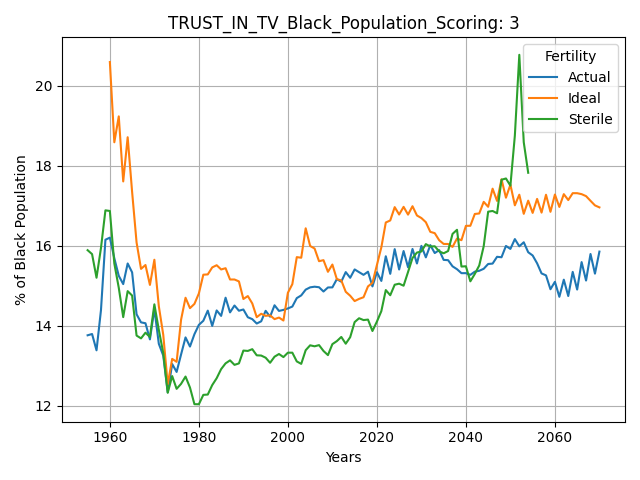 TRUST_IN_TV_Black_Population_Scoring: 3
Fertility
Actual
Ideal
Sterile
% of Black Population
20
18
16
14
12
1960 1980 2000 2020 2040 2060
Years